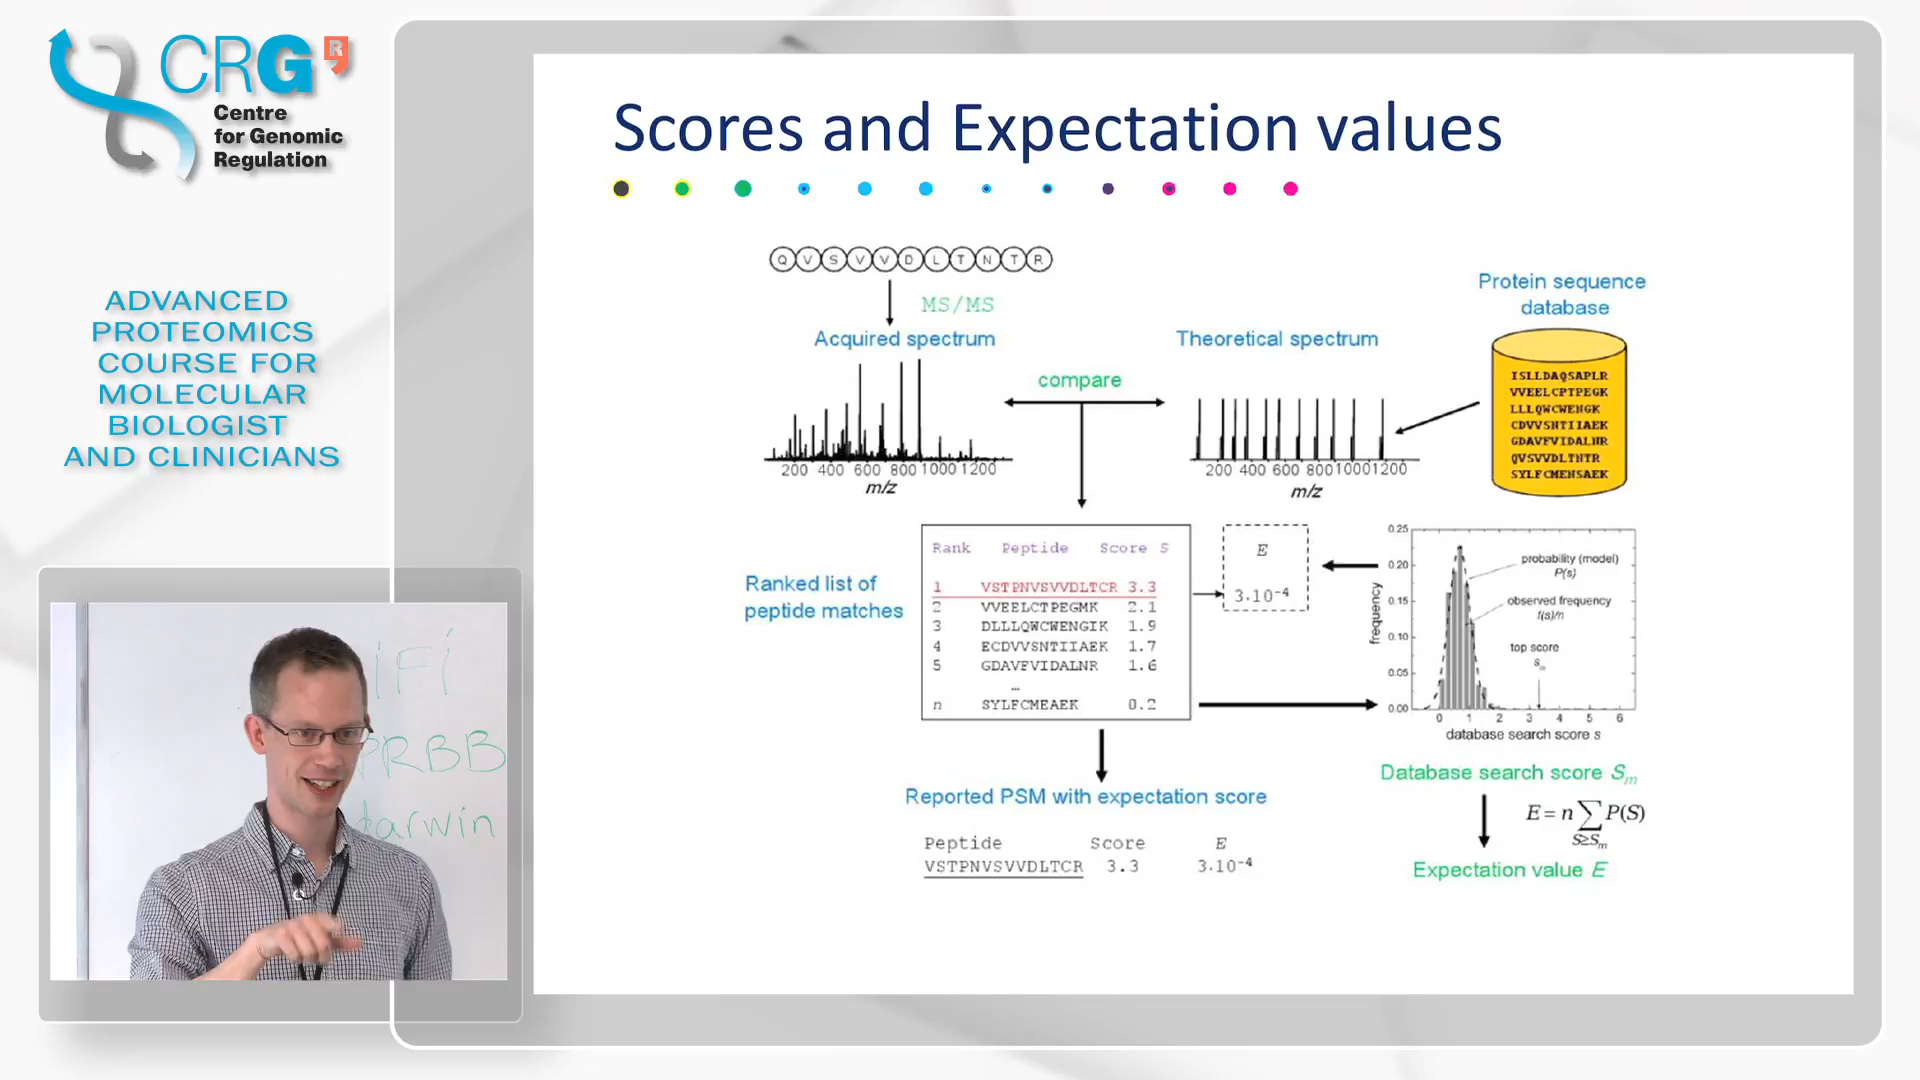 CRG R
Centre
for Genomic
Regulation
ADVANCED
PROTEOMICS
COURSE FOR
MOLECULAR
BIOLOGIST
AND CLINICIANS
iFi
PRBB
darwin
Scores and Expectation values
Q V S V V D L T N T R
MS/MS
Acquired spectrum
200 400 600 800 1000 1200
m/z
compare
Theoretical spectrum
200 400 600 800 1000 1200
m/z
Protein sequence
database
ISLLDAQSAPLR
VVEELCPTPEGK
LLLQWCWENGK
CDVVSNTIIAEK
GDAVFVIDALNR
QVSVVDLTNTR
SYLFCMENSAEK
Ranked list of
peptide matches
Rank Peptide Score S
1 VSTPNVSVVDLTCR 3.3
2 VVEELCTPEGMK 2.1
3 DLLLQWCWENGIK 1.9
4 ECDVVSNTIIAEK 1.7
5 GDAVFVIDALNR 1.6
…
n SYLFCMEAEK 0.2
E
3.10⁻⁴
0.25
0.20
0.15
0.10
0.05
0.00
frequency
probability (model)
P(s)
observed frequency
f(s)/n
top score
sₘ
0 1 2 3 4 5 6
database search score s
Database search score Sₘ
E = n ∑ P(S)
S≥Sₘ
Expectation value E
Reported PSM with expectation score
Peptide Score E
VSTPNVSVVDLTCR 3.3 3.10⁻⁴